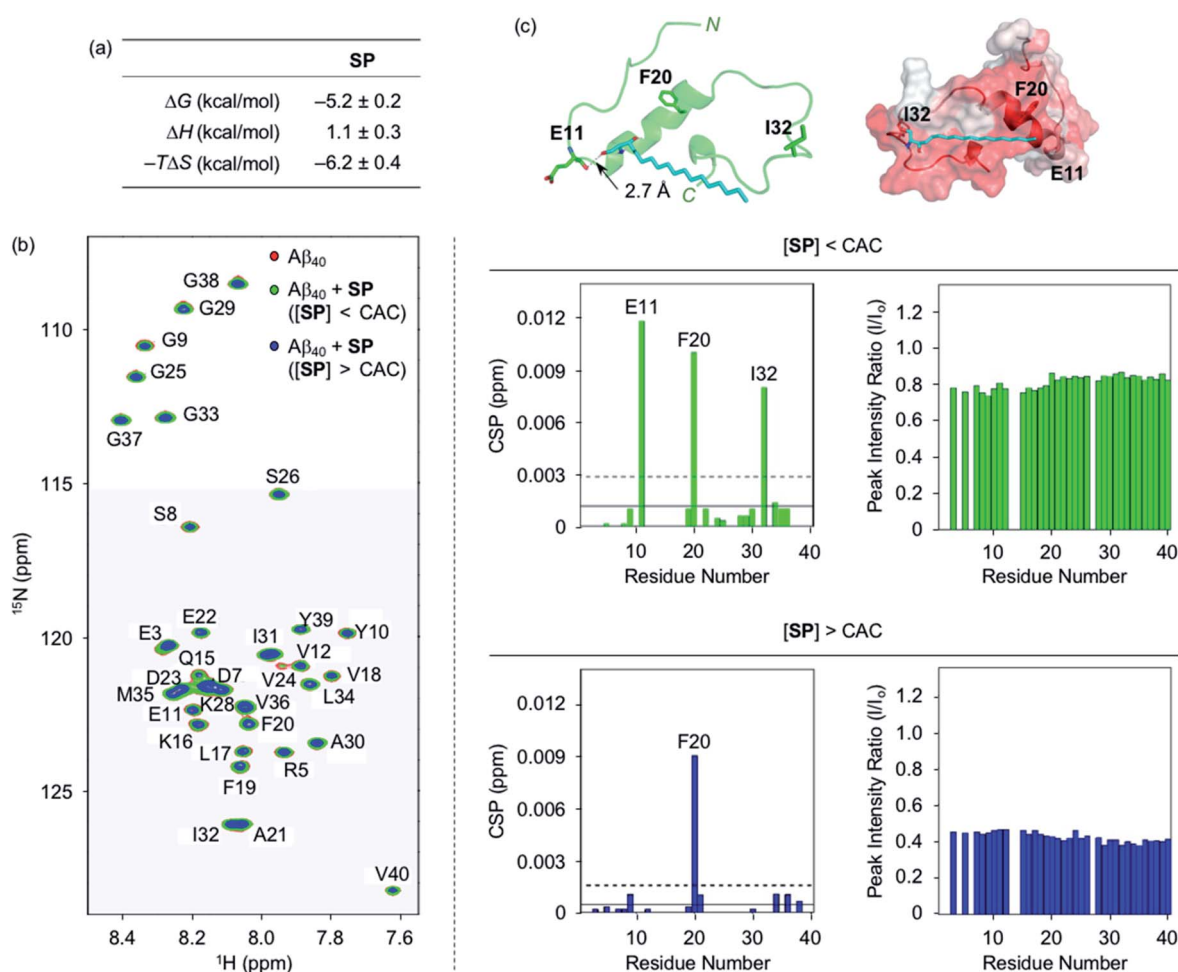 (a)
SP
ΔG (kcal/mol) –5.2 ± 0.2
ΔH (kcal/mol) 1.1 ± 0.3
–TΔS (kcal/mol) –6.2 ± 0.4
(c)
N
F20
E11
I32
2.7 Å
C
F20
I32
E11
(b)
107
110
115
120
125
15N (ppm)
8.4 8.2 8.0 7.8 7.6
1H (ppm)
Aβ40
Aβ40 + SP
([SP] < CAC)
Aβ40 + SP
([SP] > CAC)
G38
G29
G9
G25
G33
G37
S26
S8
E22
Y39
Y10
E3
I31
V12
Q15
V24
V18
D23
D7
L34
M35
K28
V36
E11
F20
K16
A30
L17
R5
F19
I32
A21
V40
[SP] < CAC
CSP (ppm)
0.012
0.009
0.006
0.003
0
E11
F20
I32
10 20 30 40
Residue Number
Peak Intensity Ratio (I/Io)
1.2
1.0
0.8
0.6
0.4
0.2
0
10 20 30 40
Residue Number
[SP] > CAC
CSP (ppm)
0.012
0.009
0.006
0.003
0
F20
10 20 30 40
Residue Number
Peak Intensity Ratio (I/Io)
1.2
1.0
0.8
0.6
0.4
0.2
0
10 20 30 40
Residue Number